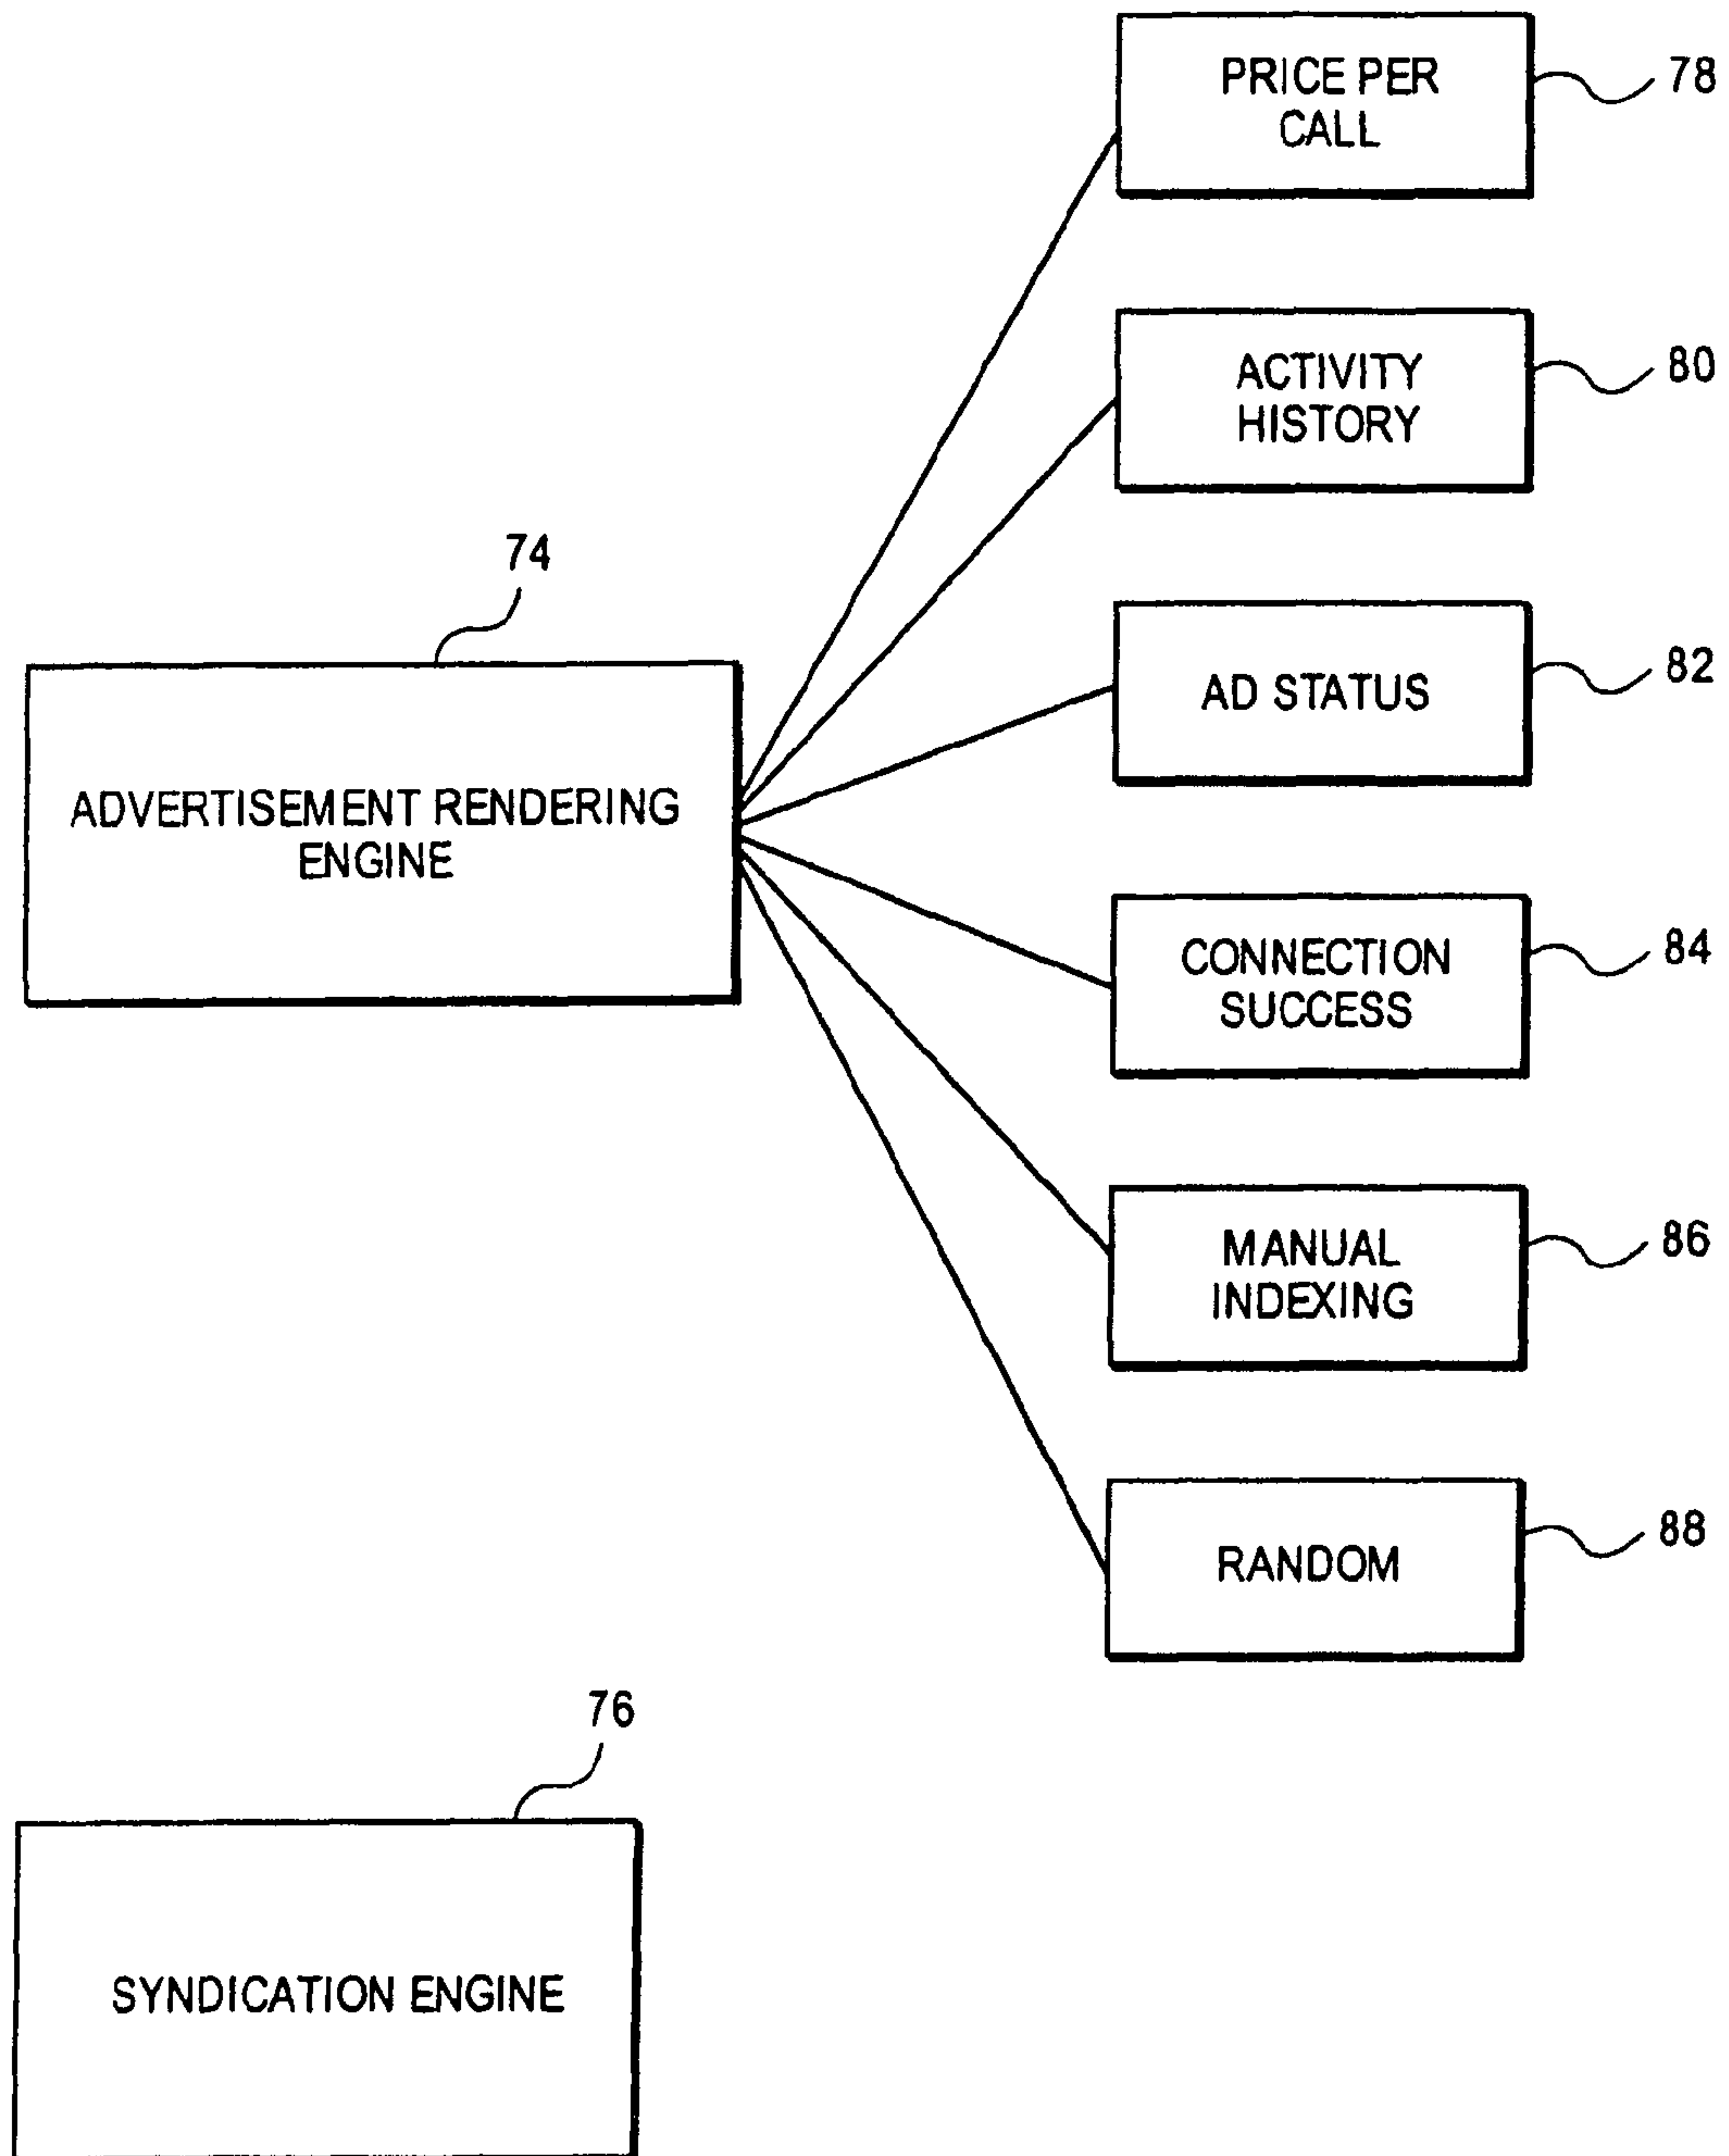 PRICE PER
CALL
78
ACTIVITY
HISTORY
80
74
ADVERTISEMENT RENDERING
ENGINE
AD STATUS
82
CONNECTION
SUCCESS
84
MANUAL
INDEXING
86
RANDOM
88
76
SYNDICATION ENGINE